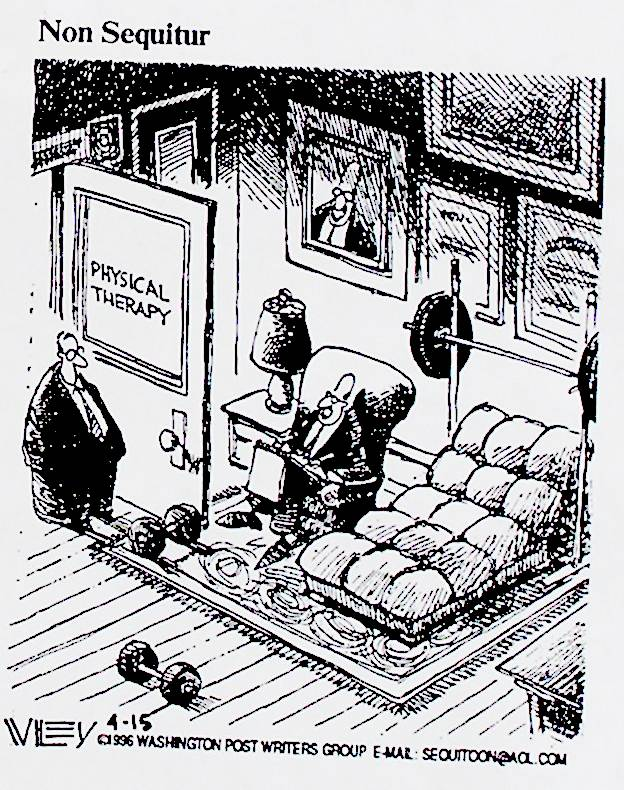 Non Sequitur
PHYSICAL
THERAPY
WILEY 4-15
©1996 WASHINGTON POST WRITERS GROUP E-MAIL: SEQUITOON@AOL.COM